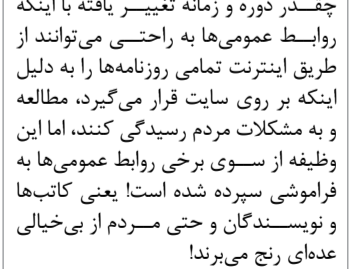 چقدر دوره و زمانه تغییر یافته با اینکه
روابط عمومی‌ها به راحتی می‌توانند از
طریق اینترنت تمامی روزنامه‌ها را به دلیل
اینکه بر روی سایت قرار می‌گیرد، مطالعه
و به مشکلات مردم رسیدگی کنند، اما این
وظیفه از سوی برخی روابط عمومی‌ها به
فراموشی سپرده شده است! یعنی کاتب‌ها
و نویسندگان و حتی مردم از بی‌خیالی
عده‌ای رنج می‌برند!